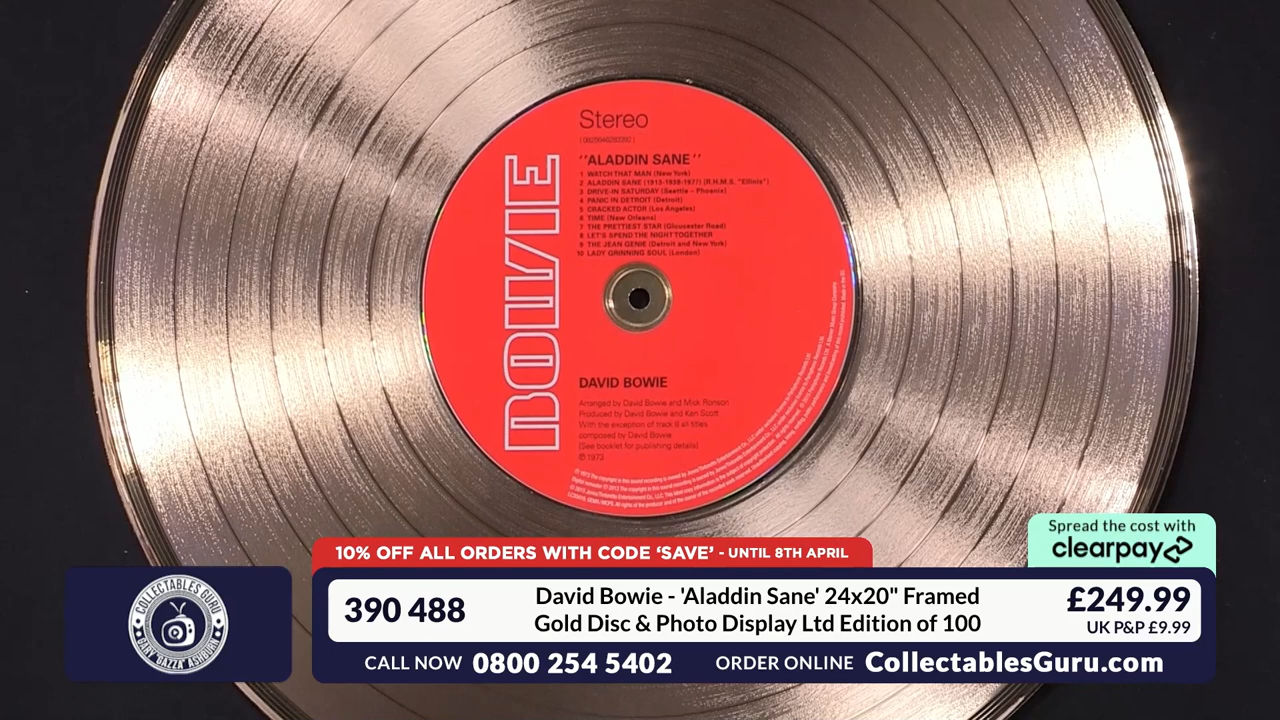 Stereo
BOWIE
''ALADDIN SANE''
1 WATCH THAT MAN (New York)
2 ALADDIN SANE (1913-1938-197?) (R.H.M.S. "Ellinis")
3 DRIVE-IN SATURDAY (Seattle – Phoenix)
4 PANIC IN DETROIT (Detroit)
5 CRACKED ACTOR (Los Angeles)
6 TIME (New Orleans)
7 THE PRETTIEST STAR (Gloucester Road)
8 LET'S SPEND THE NIGHT TOGETHER
9 THE JEAN GENIE (Detroit and New York)
10 LADY GRINNING SOUL (London)
DAVID BOWIE
Arranged by David Bowie and Mick Ronson
Produced by David Bowie and Ken Scott
With the exception of track 8 all titles
composed by David Bowie
(See booklet for publishing details)
℗ 1973
Spread the cost with
clearpay
10% OFF ALL ORDERS WITH CODE ‘SAVE’ - UNTIL 8TH APRIL
COLLECTABLES GURU
GARY "BAZZA" ASHBURN
390 488
David Bowie - 'Aladdin Sane' 24x20" Framed
Gold Disc & Photo Display Ltd Edition of 100
£249.99
UK P&P £9.99
CALL NOW 0800 254 5402
ORDER ONLINE CollectablesGuru.com